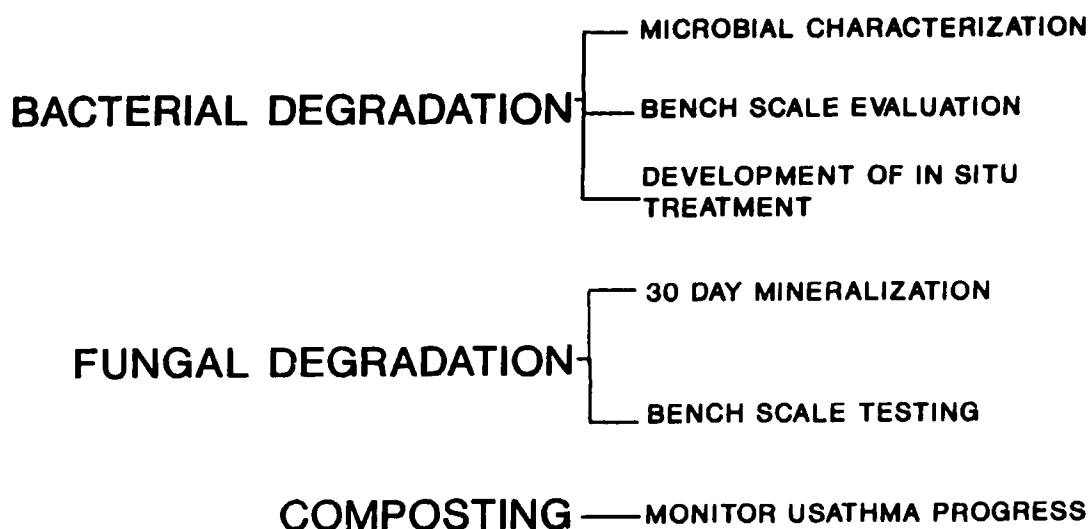 MICROBIAL CHARACTERIZATION
BACTERIAL DEGRADATION
BENCH SCALE EVALUATION
DEVELOPMENT OF IN SITU
TREATMENT
30 DAY MINERALIZATION
FUNGAL DEGRADATION
BENCH SCALE TESTING
COMPOSTING
MONITOR USATHMA PROGRESS